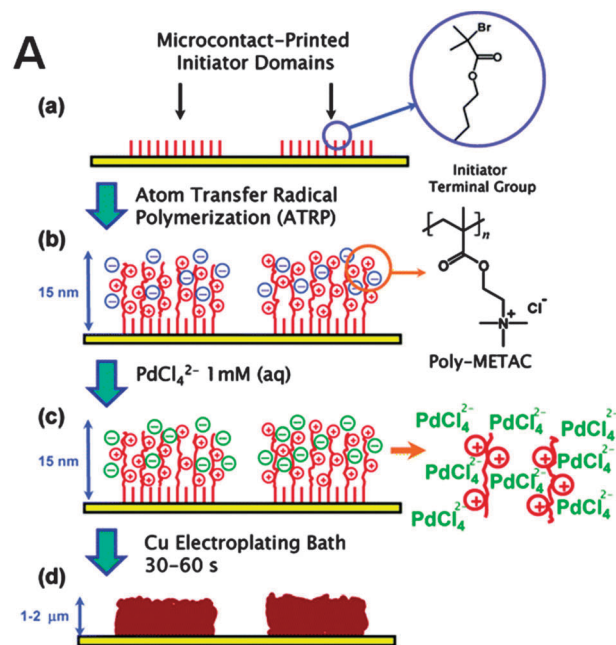 A
Microcontact-Printed
Initiator Domains
(a)
Br
O
O
Initiator
Terminal Group
Atom Transfer Radical
Polymerization (ATRP)
(b)
15 nm
n
O
O
N+
Cl-
Poly-METAC
PdCl₄²⁻ 1mM (aq)
(c)
15 nm
PdCl₄²⁻
PdCl₄²⁻
PdCl₄²⁻
PdCl₄²⁻
PdCl₄²⁻
PdCl₄²⁻
PdCl₄²⁻
PdCl₄²⁻
PdCl₄²⁻
Cu Electroplating Bath
30-60 s
(d)
1-2 μm